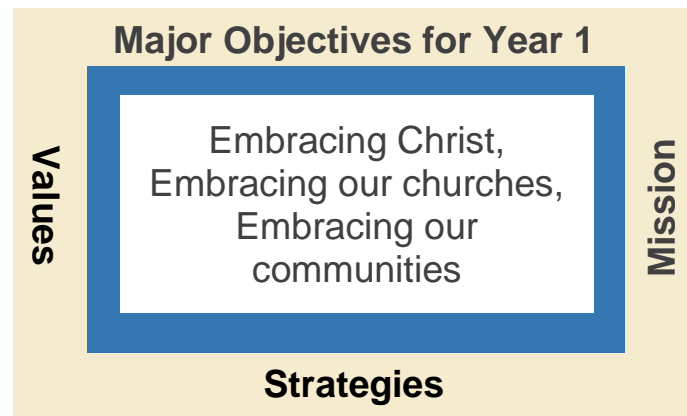 Major Objectives for Year 1
Values
Embracing Christ,
Embracing our churches,
Embracing our
communities
Mission
Strategies